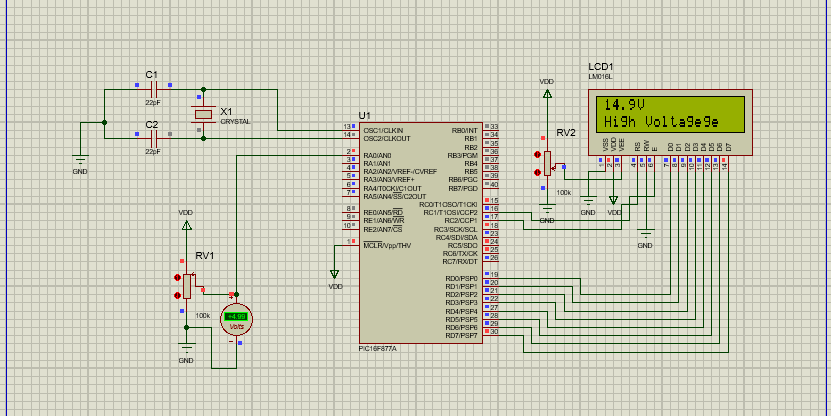 C1
22pF
X1
CRYSTAL
C2
22pF
GND
U1
13 OSC1/CLKIN
14 OSC2/CLKOUT
2 RA0/AN0
3 RA1/AN1
4 RA2/AN2/VREF-/CVREF
5 RA3/AN3/VREF+
6 RA4/T0CKI/C1OUT
7 RA5/AN4/SS/C2OUT
8 RE0/AN5/RD
9 RE1/AN6/WR
10 RE2/AN7/CS
1 MCLR/Vpp/THV
RB0/INT 33
RB1 34
RB2 35
RB3/PGM 36
RB4 37
RB5 38
RB6/PGC 39
RB7/PGD 40
RC0/T1OSO/T1CKI 15
RC1/T1OSI/CCP2 16
RC2/CCP1 17
RC3/SCK/SCL 18
RC4/SDI/SDA 23
RC5/SDO 24
RC6/TX/CK 25
RC7/RX/DT 26
RD0/PSP0 19
RD1/PSP1 20
RD2/PSP2 21
RD3/PSP3 22
RD4/PSP4 27
RD5/PSP5 28
RD6/PSP6 29
RD7/PSP7 30
PIC16F877A
VDD
VDD
RV1
100k
Volts
GND
VDD
RV2
100k
GND
LCD1
LM016L
14.9V
High Voltage9e9e
VSS VDD VEE RS RW E D0 D1 D2 D3 D4 D5 D6 D7
1 2 3 4 5 6 7 8 9 10 11 12 13 14
GND
VDD
GND